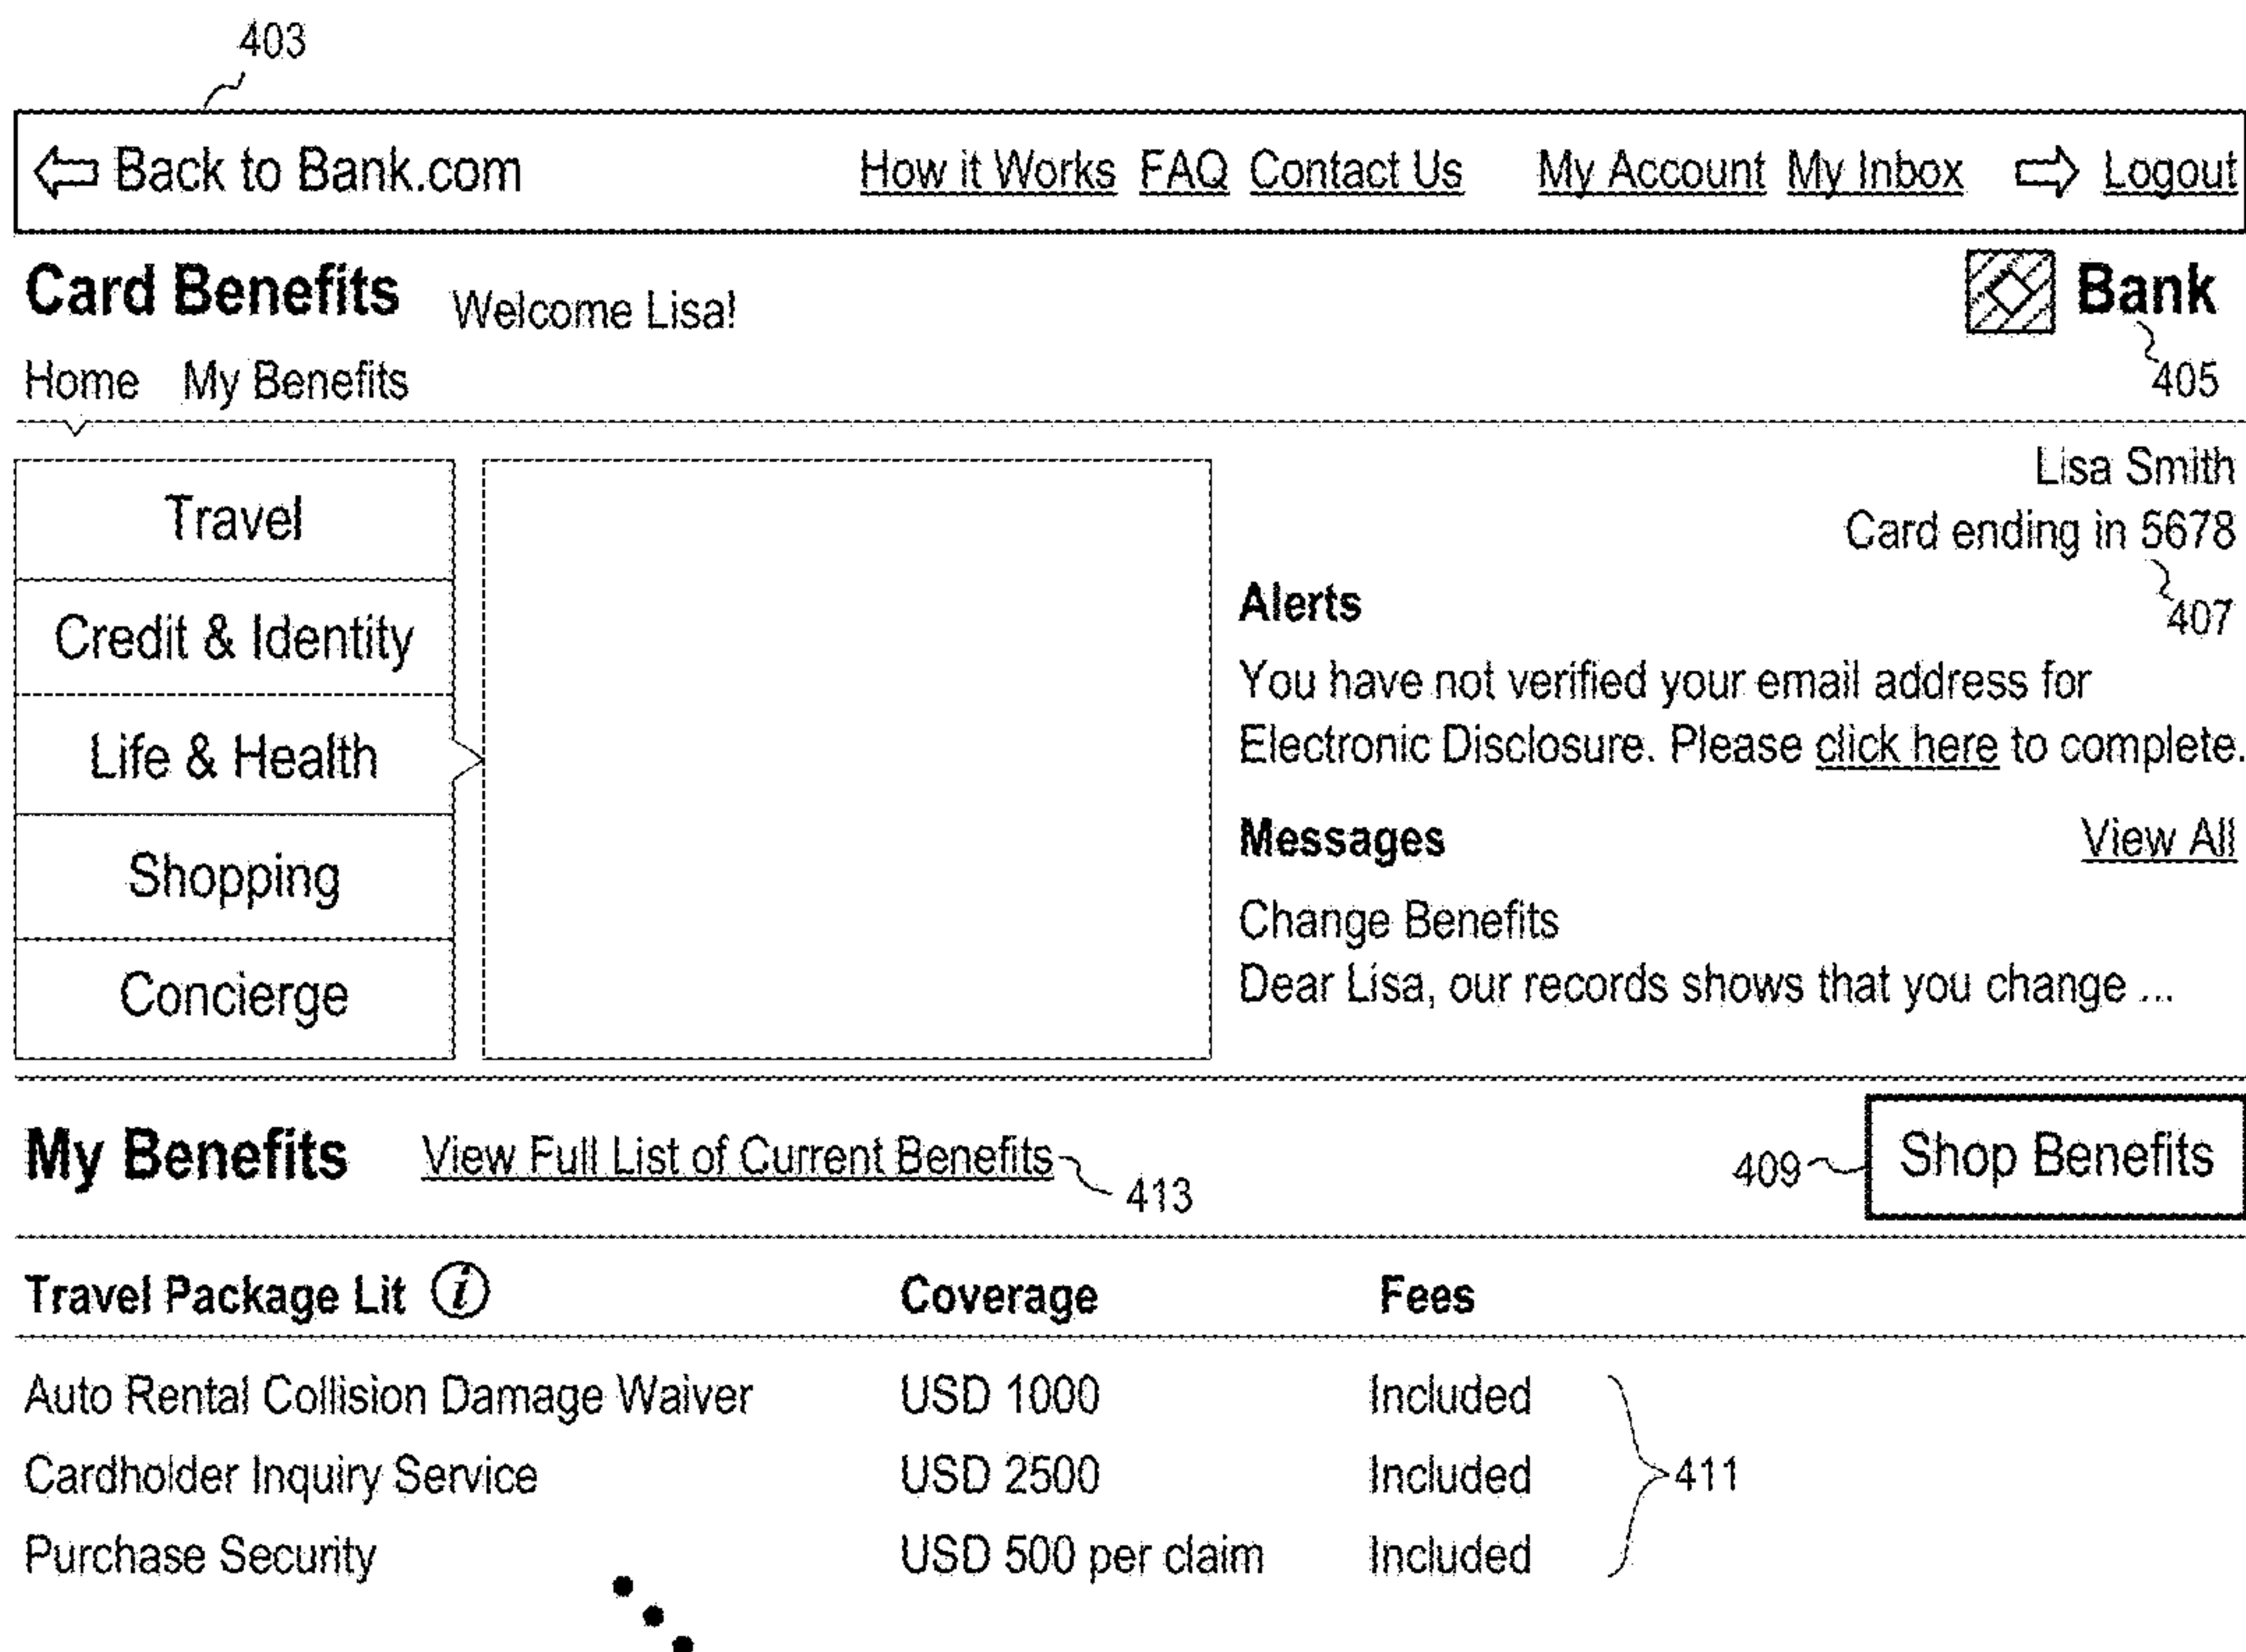 403
Back to Bank.com How it Works FAQ Contact Us My Account My Inbox Logout
Card Benefits Welcome Lisa! Bank
405
Home My Benefits
Travel
Credit & Identity
Life & Health
Shopping
Concierge
Lisa Smith
Card ending in 5678
407
Alerts
You have not verified your email address for
Electronic Disclosure. Please click here to complete.
Messages View All
Change Benefits
Dear Lisa, our records shows that you change ...
My Benefits View Full List of Current Benefits 413 409 Shop Benefits
Travel Package Lit i Coverage Fees
Auto Rental Collision Damage Waiver USD 1000 Included
Cardholder Inquiry Service USD 2500 Included 411
Purchase Security USD 500 per claim Included